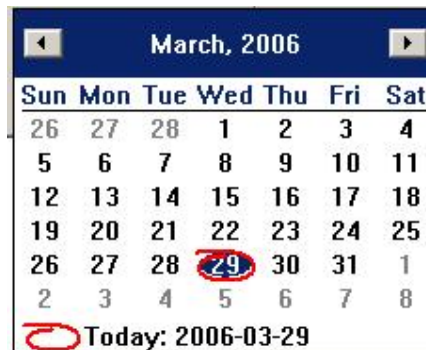 March, 2006
Sun Mon Tue Wed Thu Fri Sat
26 27 28 1 2 3 4
5 6 7 8 9 10 11
12 13 14 15 16 17 18
19 20 21 22 23 24 25
26 27 28 29 30 31 1
2 3 4 5 6 7 8
Today: 2006-03-29